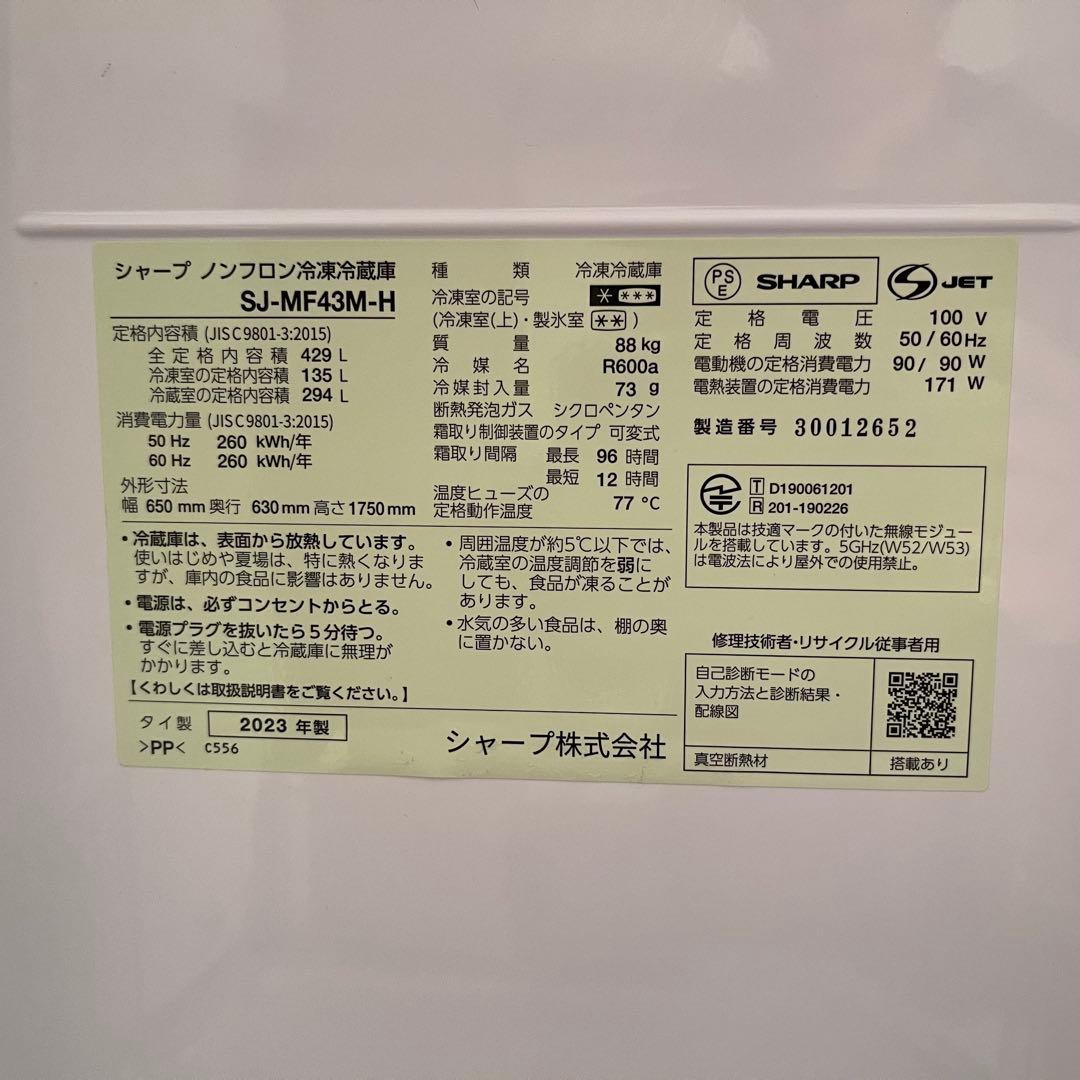 シャープ ノンフロン冷凍冷蔵庫
SJ-MF43M-H
定格内容積 (JIS C 9801-3:2015)
全定格内容積 429 L
冷凍室の定格内容積 135 L
冷蔵室の定格内容積 294 L
消費電力量 (JIS C 9801-3:2015)
50 Hz 260 kWh/年
60 Hz 260 kWh/年
外形寸法
幅 650 mm 奥行 630 mm 高さ 1750 mm
種類 冷凍冷蔵庫
冷凍室の記号 * ***
(冷凍室(上)・製氷室 ** )
質量 88 kg
冷媒名 R600a
冷媒封入量 73 g
断熱発泡ガス シクロペンタン
霜取り制御装置のタイプ 可変式
霜取り間隔 最長 96 時間
最短 12 時間
温度ヒューズの
定格動作温度 77 ℃
PSE SHARP
S JET
定格電圧 100 V
定格周波数 50 / 60 Hz
電動機の定格消費電力 90 / 90 W
電熱装置の定格消費電力 171 W
製造番号 30012652
T D190061201
R 201-190226
本製品は技適マークの付いた無線モジュー
ルを搭載しています。5GHz(W52/W53)
は電波法により屋外での使用禁止。
・冷蔵庫は、表面から放熱しています。
使いはじめや夏場は、特に熱くなりま
すが、庫内の食品に影響はありません。
・電源は、必ずコンセントからとる。
・電源プラグを抜いたら5分待つ。
すぐに差し込むと冷蔵庫に無理が
かかります。
【くわしくは取扱説明書をご覧ください。】
・周囲温度が約5℃以下では、
冷蔵室の温度調節を弱に
しても、食品が凍ることが
あります。
・水気の多い食品は、棚の奥
に置かない。
修理技術者・リサイクル従事者用
自己診断モードの
入力方法と診断結果・
配線図
真空断熱材 搭載あり
タイ製 2023 年製
>PP< C556
シャープ株式会社